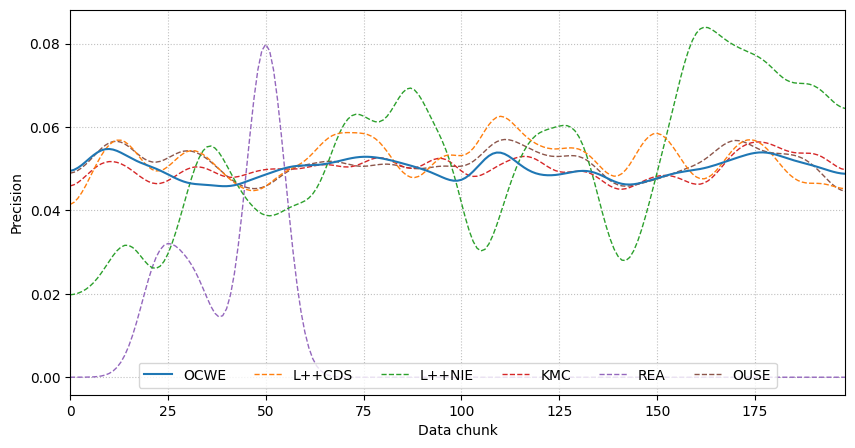 0.08
0.06
0.04
0.02
0.00
Precision
OCWE L++CDS L++NIE KMC REA OUSE
0 25 50 75 100 125 150 175
Data chunk